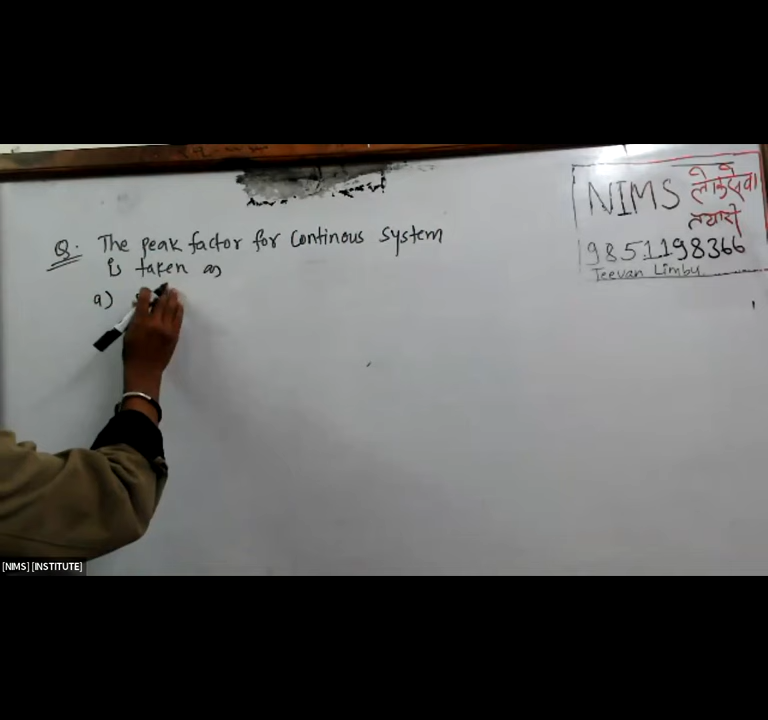 NIMS लोकसेवा
तयारी
9851198366
Jeevan Limbu
Q. The peak factor for Continous System
is taken as
a)
[NIMS] [INSTITUTE]